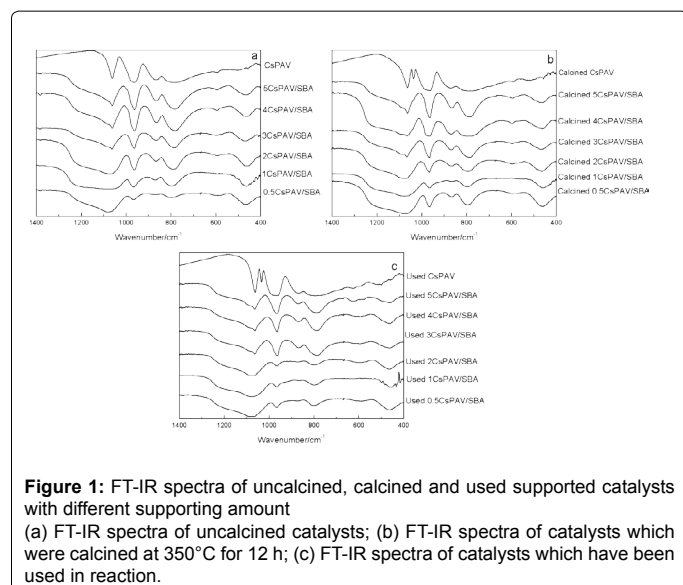 a
CsPAV
5CsPAV/SBA
4CsPAV/SBA
3CsPAV/SBA
2CsPAV/SBA
1CsPAV/SBA
0.5CsPAV/SBA
1400 1200 1000 800 600 400
Wavenumber/cm-1
b
Calcined CsPAV
Calcined 5CsPAV/SBA
Calcined 4CsPAV/SBA
Calcined 3CsPAV/SBA
Calcined 2CsPAV/SBA
Calcined 1CsPAV/SBA
Calcined 0.5CsPAV/SBA
1400 1200 1000 800 600 400
Wavenumber/cm-1
c
Used CsPAV
Used 5CsPAV/SBA
Used 4CsPAV/SBA
Used 3CsPAV/SBA
Used 2CsPAV/SBA
Used 1CsPAV/SBA
Used 0.5CsPAV/SBA
1400 1200 1000 800 600 400
Wavenumber/cm-1
Figure 1: FT-IR spectra of uncalcined, calcined and used supported catalysts
with different supporting amount
(a) FT-IR spectra of uncalcined catalysts; (b) FT-IR spectra of catalysts which
were calcined at 350°C for 12 h; (c) FT-IR spectra of catalysts which have been
used in reaction.